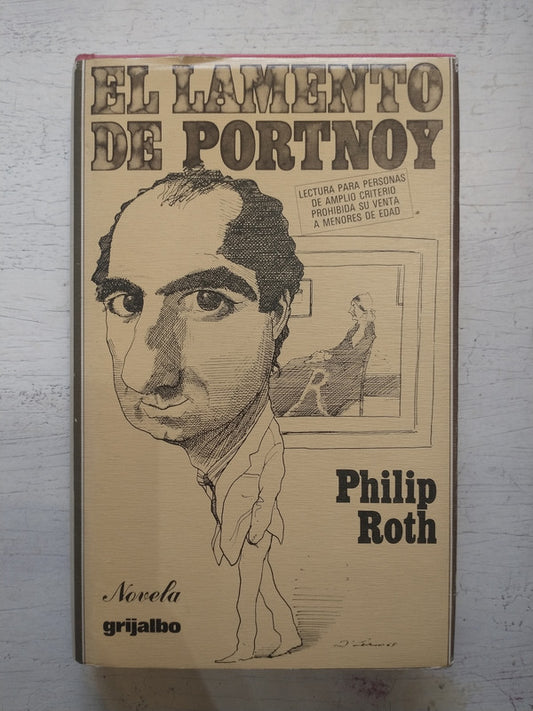 EL LAMENTO
DE PORTNOY
LECTURA PARA PERSONAS
DE AMPLIO CRITERIO
PROHIBIDA SU VENTA
A MENORES DE EDAD
Philip
Roth
Novela
grijalbo